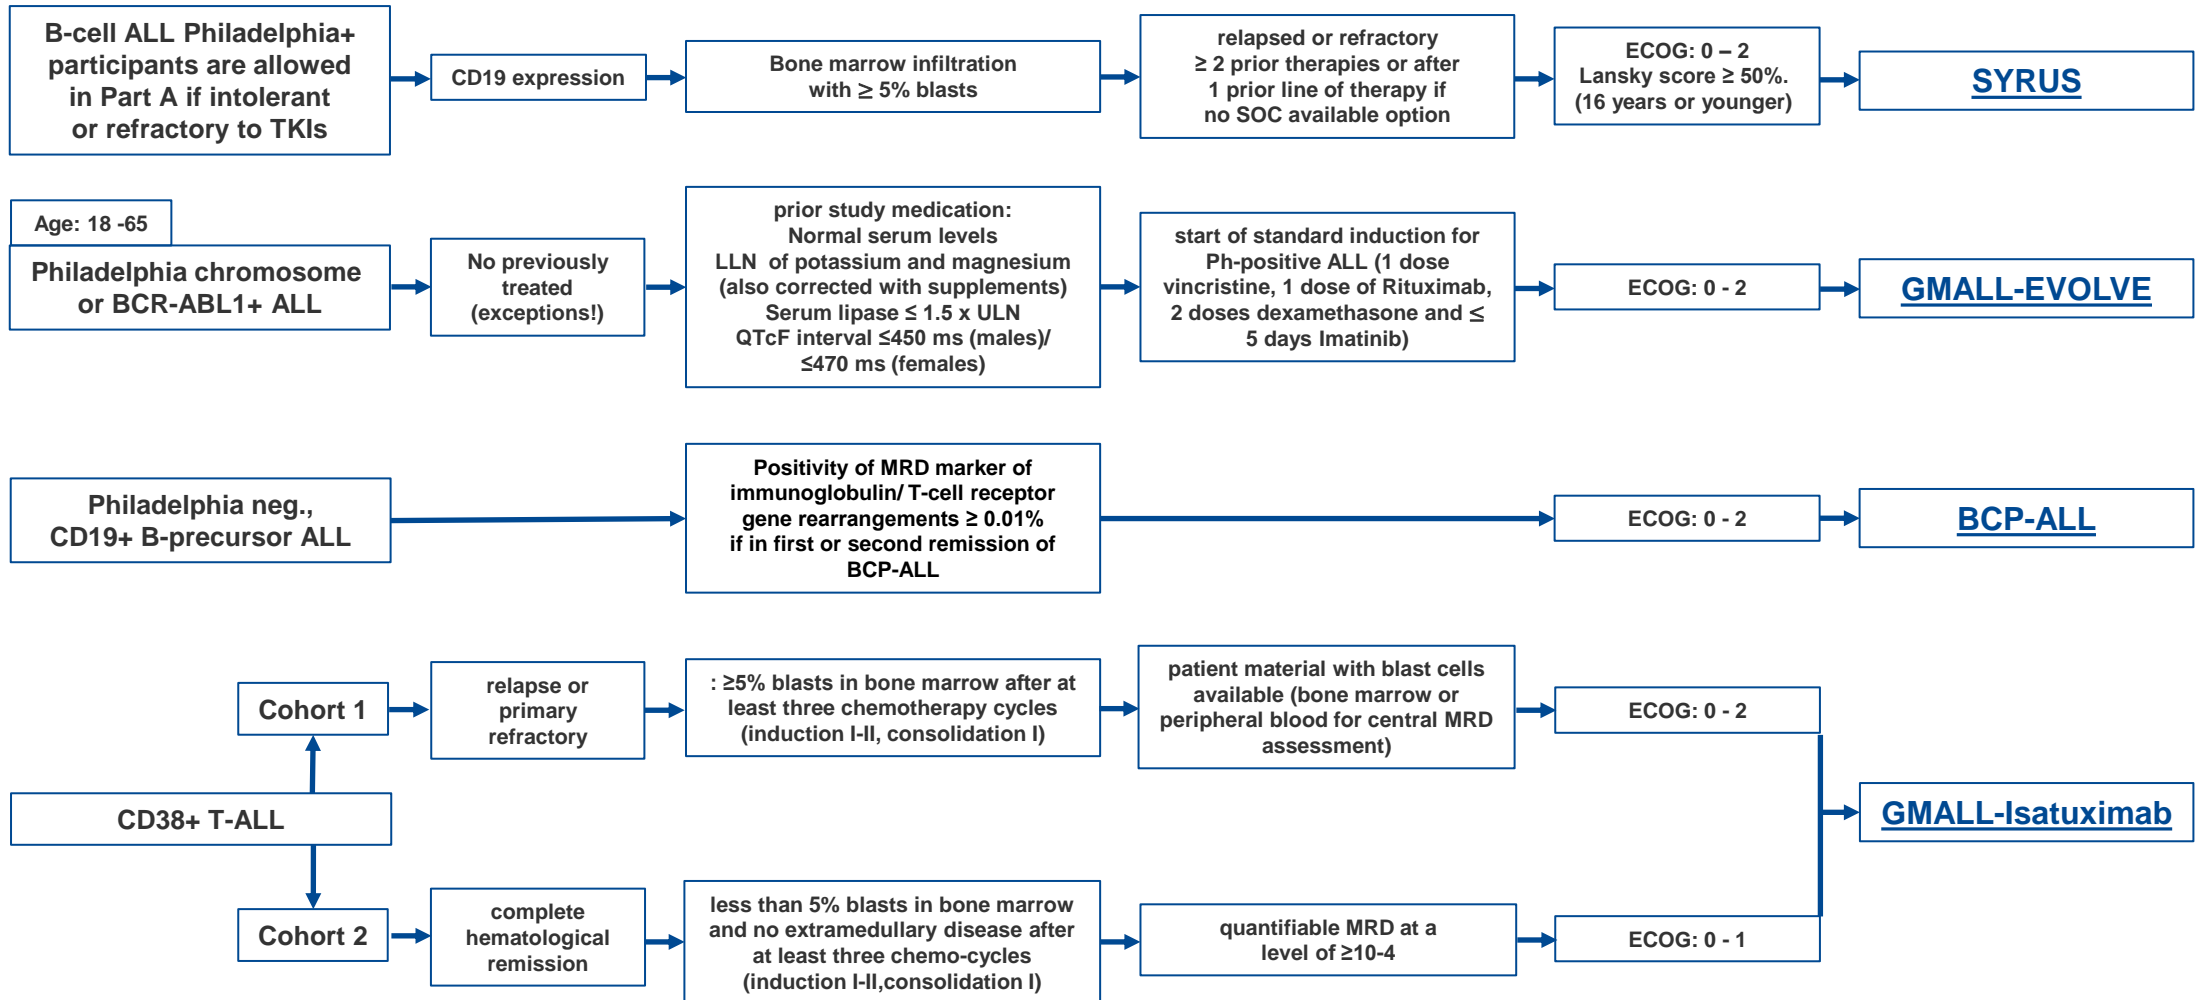 B-cell ALL Philadelphia+
participants are allowed
in Part A if intolerant
or refractory to TKIs
CD19 expression
Bone marrow infiltration
with ≥ 5% blasts
relapsed or refractory
≥ 2 prior therapies or after
1 prior line of therapy if
no SOC available option
ECOG: 0 – 2
Lansky score ≥ 50%.
(16 years or younger)
SYRUS
Age: 18 -65
Philadelphia chromosome
or BCR-ABL1+ ALL
No previously
treated
(exceptions!)
prior study medication:
Normal serum levels
LLN of potassium and magnesium
(also corrected with supplements)
Serum lipase ≤ 1.5 x ULN
QTcF interval ≤450 ms (males)/
≤470 ms (females)
start of standard induction for
Ph-positive ALL (1 dose
vincristine, 1 dose of Rituximab,
2 doses dexamethasone and ≤
5 days Imatinib)
ECOG: 0 - 2
GMALL-EVOLVE
Philadelphia neg.,
CD19+ B-precursor ALL
Positivity of MRD marker of
immunoglobulin/ T-cell receptor
gene rearrangements ≥ 0.01%
if in first or second remission of
BCP-ALL
ECOG: 0 - 2
BCP-ALL
CD38+ T-ALL
Cohort 1
relapse or
primary
refractory
: ≥5% blasts in bone marrow after at
least three chemotherapy cycles
(induction I-II, consolidation I)
patient material with blast cells
available (bone marrow or
peripheral blood for central MRD
assessment)
ECOG: 0 - 2
Cohort 2
complete
hematological
remission
less than 5% blasts in bone marrow
and no extramedullary disease after
at least three chemo-cycles
(induction I-II,consolidation I)
quantifiable MRD at a
level of ≥10-4
ECOG: 0 - 1
GMALL-Isatuximab